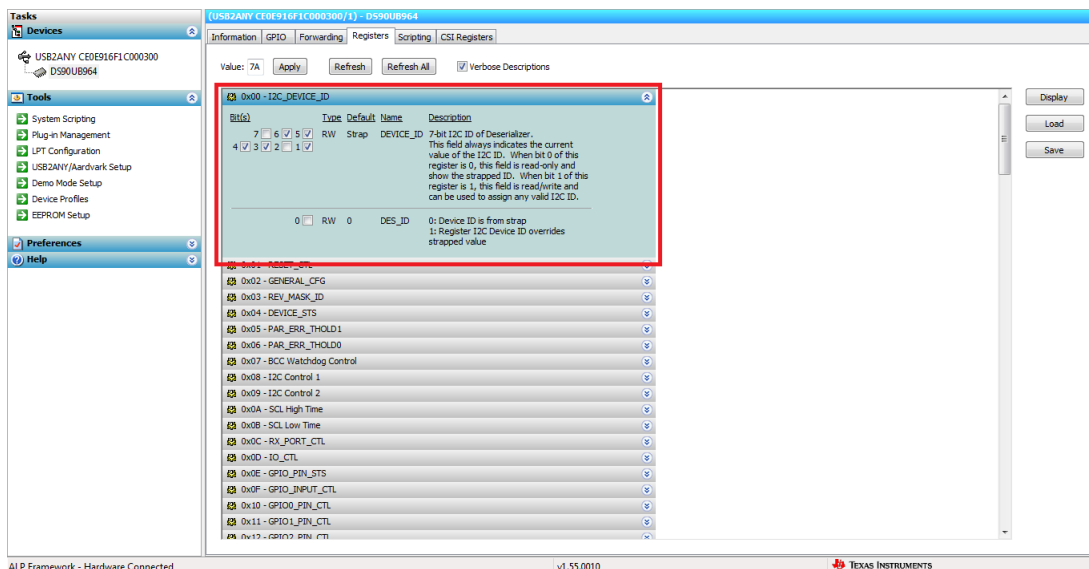 Tasks
Devices
USB2ANY CE0E916F1C000300
DS90UB964
Tools
System Scripting
Plug-in Management
LPT Configuration
USB2ANY/Aardvark Setup
Demo Mode Setup
Device Profiles
EEPROM Setup
Preferences
Help
(USB2ANY CE0E916F1C000300/1) - DS90UB964
Information GPIO Forwarding Registers Scripting CSI Registers
Value: 7A Apply Refresh Refresh All Verbose Descriptions
0x00 - I2C_DEVICE_ID
Bit(s) Type Default Name Description
7 6 5 RW Strap DEVICE_ID 7-bit I2C ID of Deserializer.
4 3 2 1 This field always indicates the current
value of the I2C ID. When bit 0 of this
register is 0, this field is read-only and
show the strapped ID. When bit 1 of this
register is 1, this field is read/write and
can be used to assign any valid I2C ID.
0 RW 0 DES_ID 0: Device ID is from strap
1: Register I2C Device ID overrides
strapped value
0x01 - RESET_CTL
0x02 - GENERAL_CFG
0x03 - REV_MASK_ID
0x04 - DEVICE_STS
0x05 - PAR_ERR_THOLD1
0x06 - PAR_ERR_THOLD0
0x07 - BCC Watchdog Control
0x08 - I2C Control 1
0x09 - I2C Control 2
0x0A - SCL High Time
0x0B - SCL Low Time
0x0C - RX_PORT_CTL
0x0D - IO_CTL
0x0E - GPIO_PIN_STS
0x0F - GPIO_INPUT_CTL
0x10 - GPIO0_PIN_CTL
0x11 - GPIO1_PIN_CTL
0x12 - GPIO2_PIN_CTL
Display
Load
Save
ALP Framework - Hardware Connected
v1.55.0010
TEXAS INSTRUMENTS